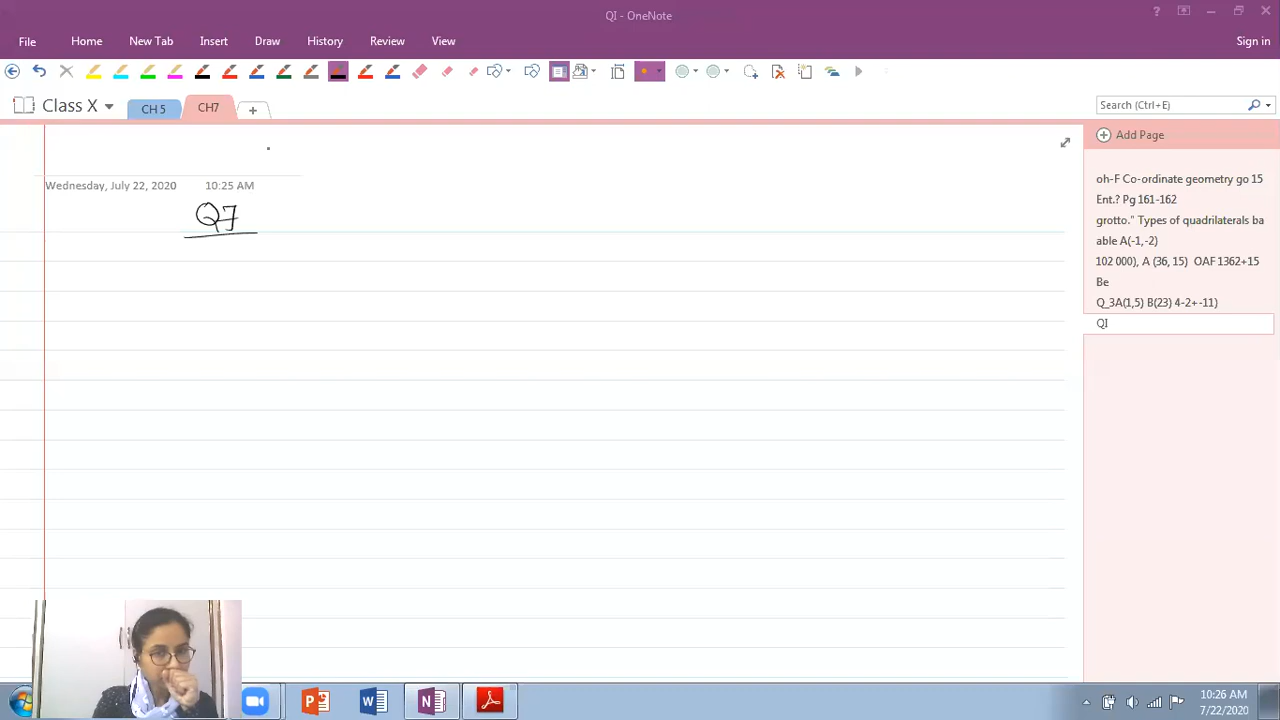 QI - OneNote
File Home New Tab Insert Draw History Review View Sign in
Class X CH 5 CH7 Search (Ctrl+E)
Add Page
Wednesday, July 22, 2020 10:25 AM
Q7
oh-F Co-ordinate geometry go 15
Ent.? Pg 161-162
grotto." Types of quadrilaterals ba
able A(-1,-2)
102 000), A (36, 15) OAF 1362+15
Be
Q_3A(1,5) B(23) 4-2+-11)
QI
10:26 AM
7/22/2020